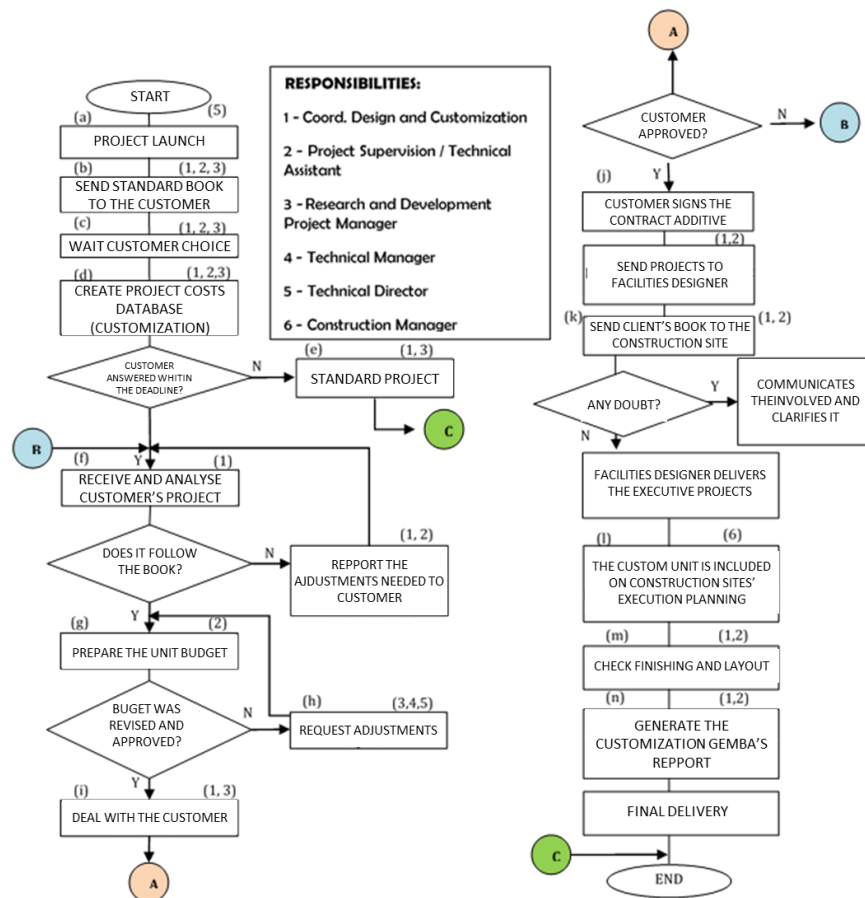 START
(a)
(5)
PROJECT LAUNCH
(b)
(1, 2, 3)
SEND STANDARD BOOK
TO THE CUSTOMER
(c)
(1, 2, 3)
WAIT CUSTOMER CHOICE
(d)
(1, 2,3)
CREATE PROJECT COSTS
DATABASE
(CUSTOMIZATION)
CUSTOMER
ANSWERED WHITIN
THE DEADLINE?
N
(e)
(1, 3)
STANDARD PROJECT
C
B
Y
(f)
(1)
RECEIVE AND ANALYSE
CUSTOMER'S PROJECT
DOES IT FOLLOW
THE BOOK?
N
(1, 2)
REPPORT THE
AJDUSTMENTS NEEDED TO
CUSTOMER
Y
(g)
(2)
PREPARE THE UNIT BUDGET
BUGET WAS
REVISED AND
APPROVED?
N
(h)
(3,4,5)
REQUEST ADJUSTMENTS
Y
(i)
(1, 3)
DEAL WITH THE CUSTOMER
A
RESPONSIBILITIES:
1 - Coord. Design and Customization
2 - Project Supervision / Technical
Assistant
3 - Research and Development
Project Manager
4 - Technical Manager
5 - Technical Director
6 - Construction Manager
A
CUSTOMER
APPROVED?
N
B
Y
(j)
CUSTOMER SIGNS THE
CONTRACT ADDITIVE
(1,2)
SEND PROJECTS TO
FACILITIES DESIGNER
(k)
(1, 2)
SEND CLIENT'S BOOK TO THE
CONSTRUCTION SITE
ANY DOUBT?
Y
COMMUNICATES
THEINVOLVED AND
CLARIFIES IT
N
FACILITIES DESIGNER DELIVERS
THE EXECUTIVE PROJECTS
(l)
(6)
THE CUSTOM UNIT IS INCLUDED
ON CONSTRUCTION SITES'
EXECUTION PLANNING
(m)
(1,2)
CHECK FINISHING AND LAYOUT
(n)
(1,2)
GENERATE THE
CUSTOMIZATION GEMBA'S
REPPORT
FINAL DELIVERY
C
END